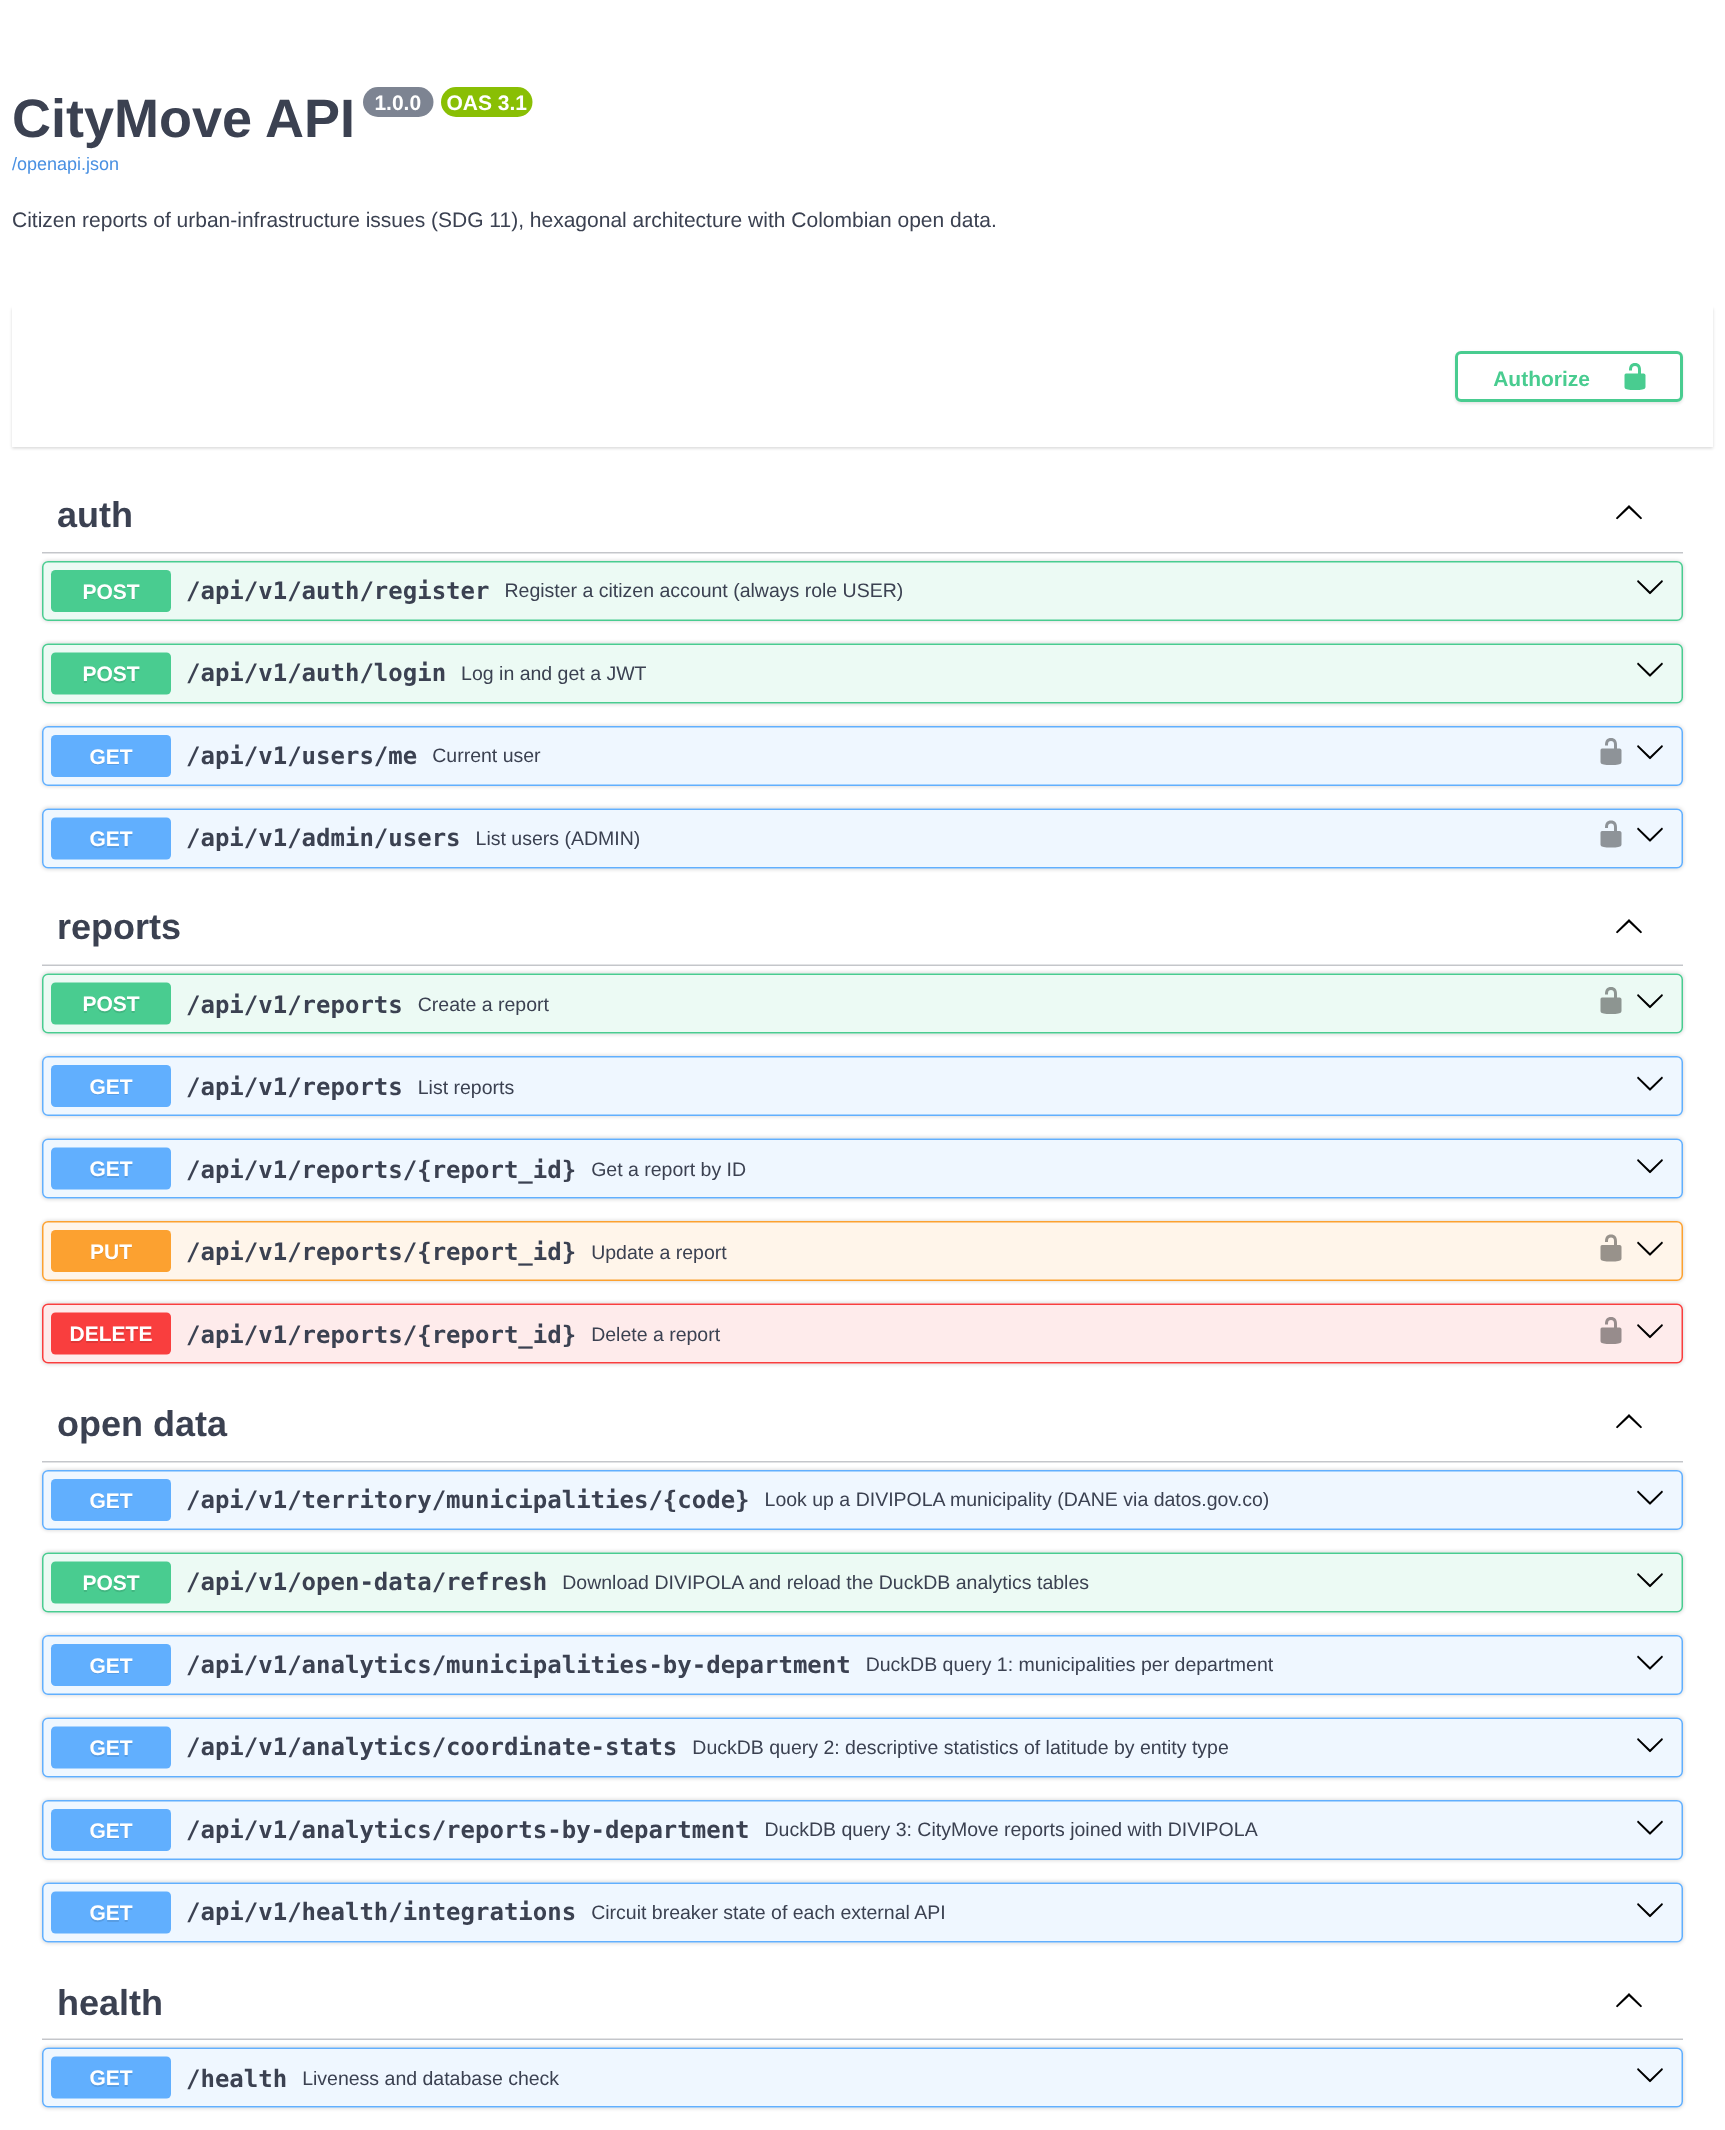 CityMove API 1.0.0 OAS 3.1
/openapi.json
Citizen reports of urban-infrastructure issues (SDG 11), hexagonal architecture with Colombian open data.
Authorize
auth
POST /api/v1/auth/register Register a citizen account (always role USER)
POST /api/v1/auth/login Log in and get a JWT
GET /api/v1/users/me Current user
GET /api/v1/admin/users List users (ADMIN)
reports
POST /api/v1/reports Create a report
GET /api/v1/reports List reports
GET /api/v1/reports/{report_id} Get a report by ID
PUT /api/v1/reports/{report_id} Update a report
DELETE /api/v1/reports/{report_id} Delete a report
open data
GET /api/v1/territory/municipalities/{code} Look up a DIVIPOLA municipality (DANE via datos.gov.co)
POST /api/v1/open-data/refresh Download DIVIPOLA and reload the DuckDB analytics tables
GET /api/v1/analytics/municipalities-by-department DuckDB query 1: municipalities per department
GET /api/v1/analytics/coordinate-stats DuckDB query 2: descriptive statistics of latitude by entity type
GET /api/v1/analytics/reports-by-department DuckDB query 3: CityMove reports joined with DIVIPOLA
GET /api/v1/health/integrations Circuit breaker state of each external API
health
GET /health Liveness and database check